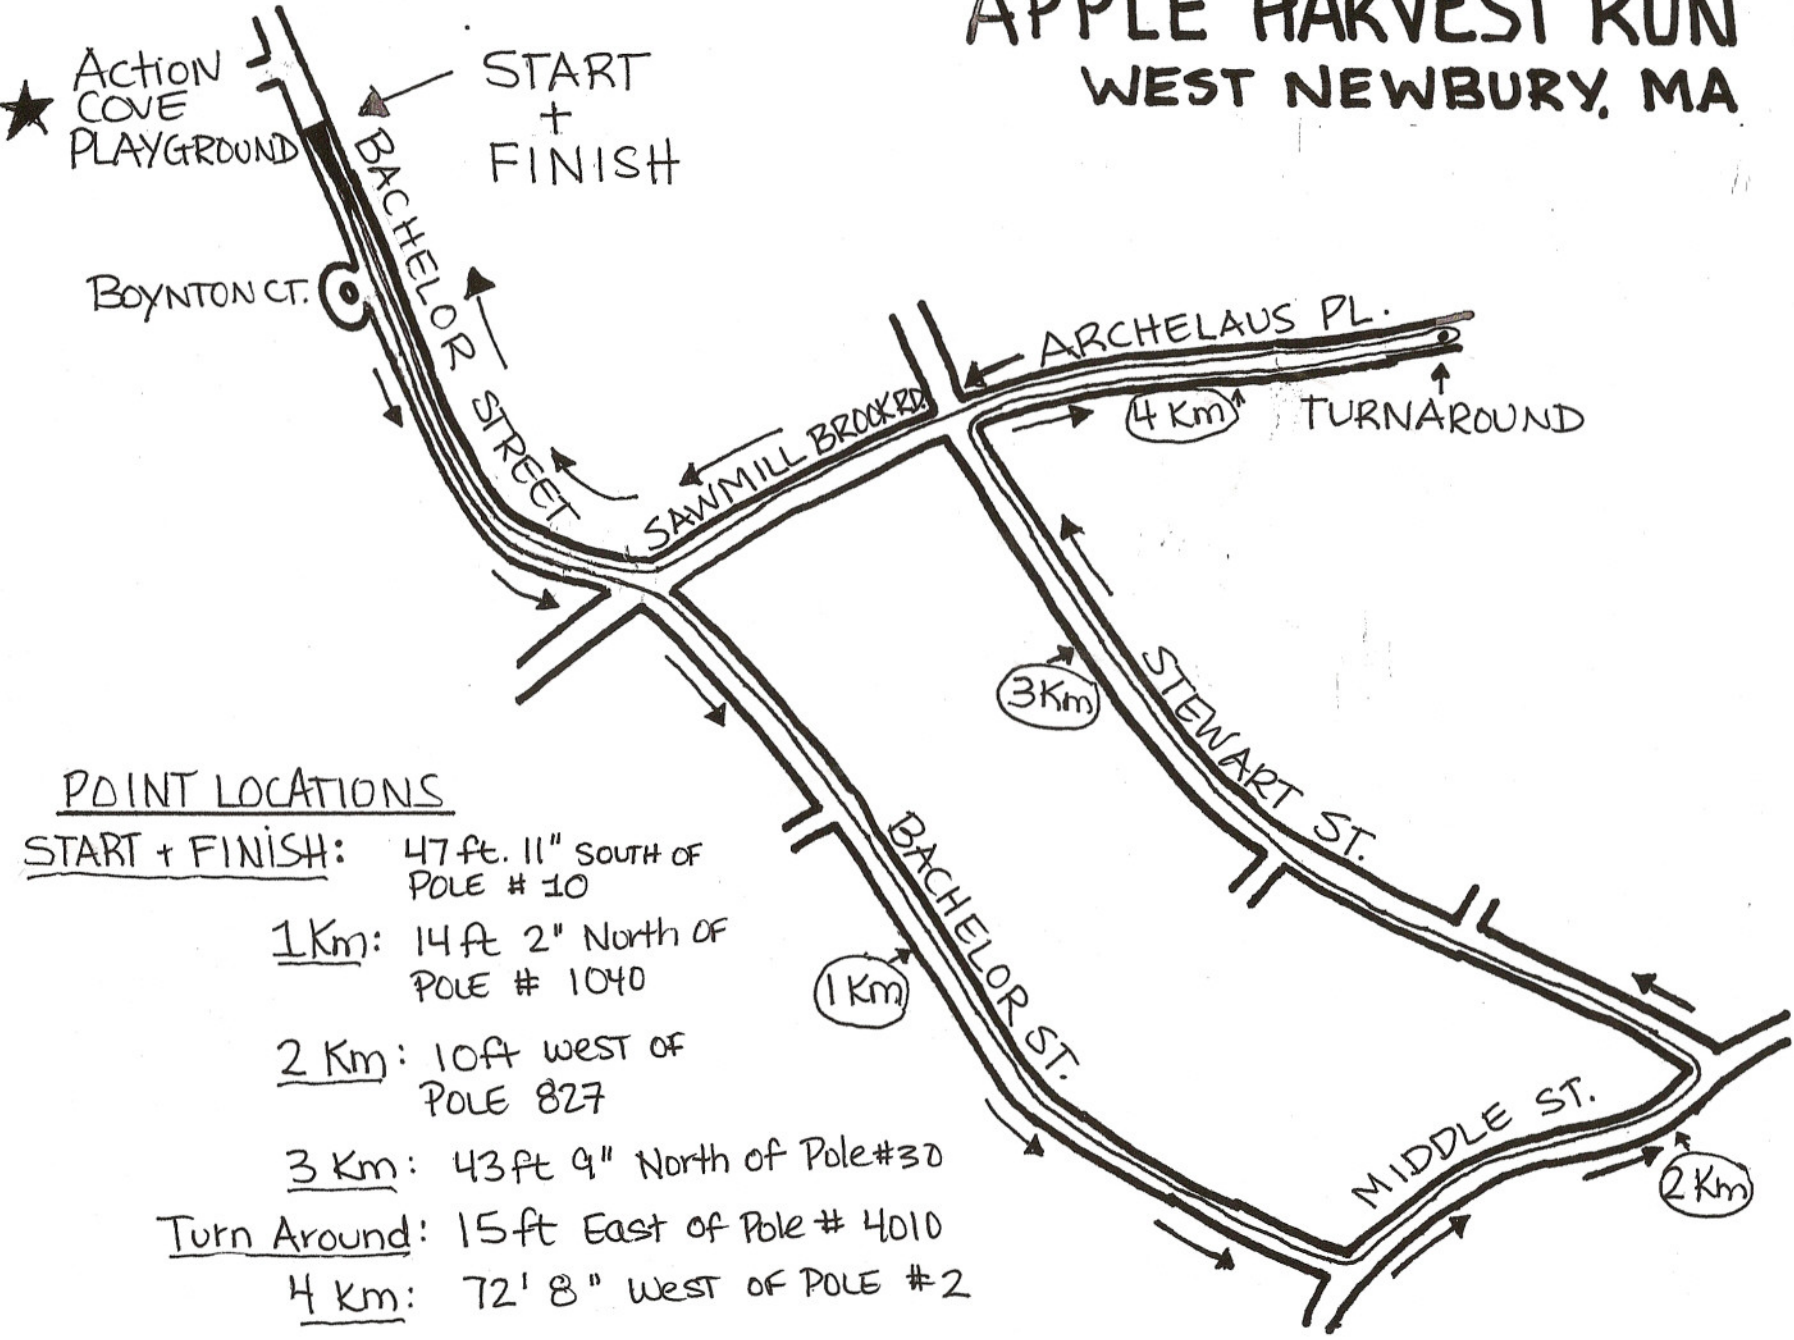 APPLE HARVEST RUN
WEST NEWBURY, MA
ACTION
COVE
PLAYGROUND
START
+
FINISH
BACHELOR STREET
BOYNTON CT.
ARCHELAUS PL.
SAWMILL BROOK RD.
4 Km
TURNAROUND
3 Km
STEWART ST.
BACHELOR ST.
1 Km
MIDDLE ST.
2 Km
POINT LOCATIONS
START + FINISH: 47 ft. 11" SOUTH OF
POLE # 10
1 Km: 14 ft 2" North OF
POLE # 1040
2 Km: 10ft west OF
POLE 827
3 Km: 43 ft 9" North of Pole #30
Turn Around: 15 ft East of Pole # 4010
4 Km: 72' 8" West OF POLE #2